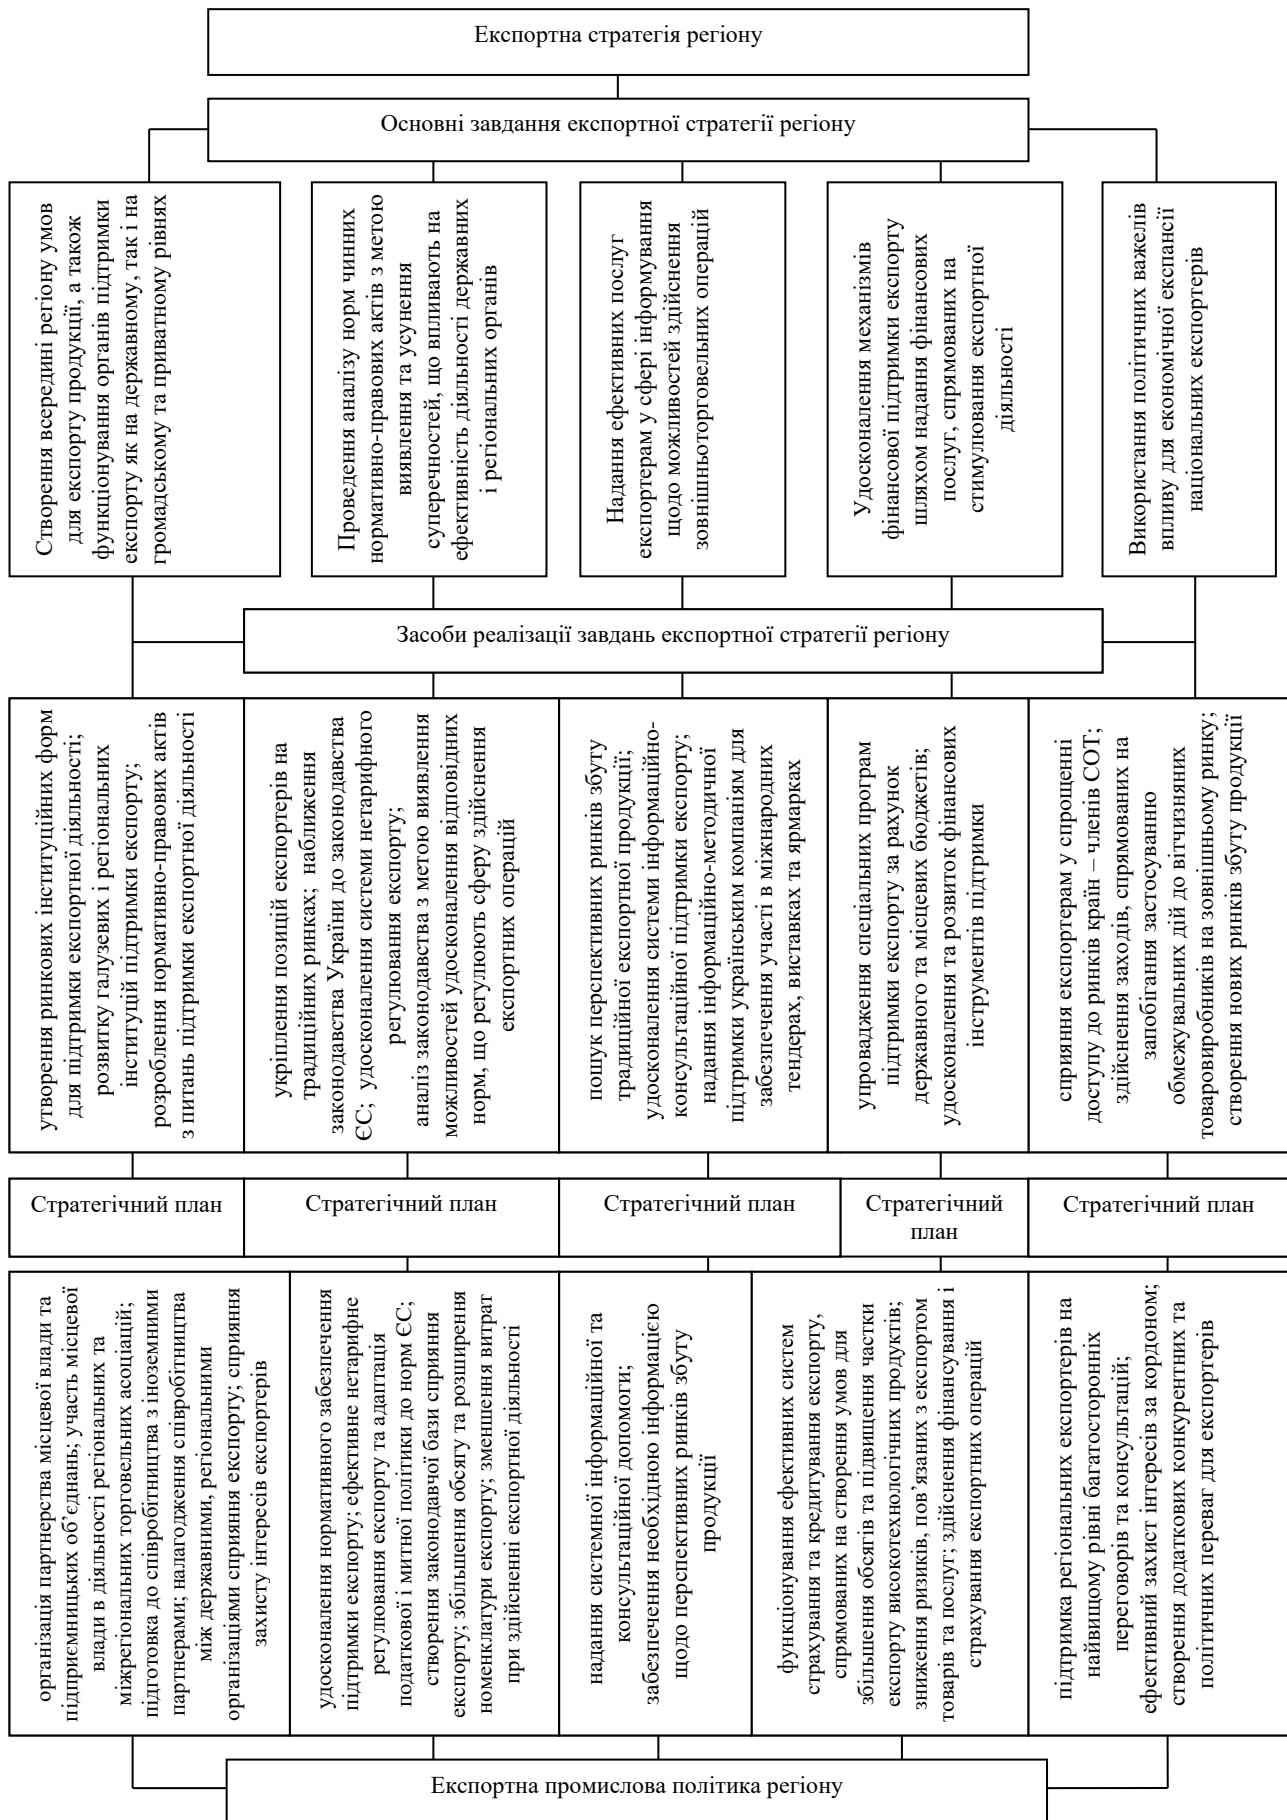 Експортна стратегія регіону
Основні завдання експортної стратегії регіону
Створення всередині регіону умов
для експорту продукції, а також
функціонування органів підтримки
експорту як на державному, так і на
громадському та приватному рівнях
Проведення аналізу норм чинних
нормативно-правових актів з метою
виявлення та усунення
суперечностей, що впливають на
ефективність діяльності державних
і регіональних органів
Надання ефективних послуг
експортерам у сфері інформування
щодо можливостей здійснення
зовнішньоторговельних операцій
Удосконалення механізмів
фінансової підтримки експорту
шляхом надання фінансових
послуг, спрямованих на
стимулювання експортної
діяльності
Використання політичних важелів
впливу для економічної експансії
національних експортерів
Засоби реалізації завдань експортної стратегії регіону
утворення ринкових інституційних форм
для підтримки експортної діяльності;
розвитку галузевих і регіональних
інституцій підтримки експорту;
розроблення нормативно-правових актів
з питань підтримки експортної діяльності
укріплення позицій експортерів на
традиційних ринках; наближення
законодавства України до законодавства
ЄС; удосконалення системи нетарифного
регулювання експорту;
аналіз законодавства з метою виявлення
можливостей удосконалення відповідних
норм, що регулюють сферу здійснення
експортних операцій
пошук перспективних ринків збуту
традиційної експортної продукції;
удосконалення системи інформаційно-
консультаційної підтримки експорту;
надання інформаційно-методичної
підтримки українським компаніям для
забезпечення участі в міжнародних
тендерах, виставках та ярмарках
упровадження спеціальних програм
підтримки експорту за рахунок
державного та місцевих бюджетів;
удосконалення та розвиток фінансових
інструментів підтримки
сприяння експортерам у спрощенні
доступу до ринків країн – членів СОТ;
здійснення заходів, спрямованих на
запобігання застосуванню
обмежувальних дій до вітчизняних
товаровиробників на зовнішньому ринку;
створення нових ринків збуту продукції
Стратегічний план
Стратегічний план
Стратегічний план
Стратегічний
план
Стратегічний план
організація партнерства місцевої влади та
підприємницьких об’єднань; участь місцевої
влади в діяльності регіональних та
міжрегіональних торговельних асоціацій;
підготовка до співробітництва з іноземними
партнерами; налагодження співробітництва
між державними, регіональними
організаціями сприяння експорту; сприяння
захисту інтересів експортерів
удосконалення нормативного забезпечення
підтримки експорту; ефективне нетарифне
регулювання експорту та адаптація
податкової і митної політики до норм ЄС;
створення законодавчої бази сприяння
експорту; збільшення обсягу та розширення
номенклатури експорту; зменшення витрат
при здійсненні експортної діяльності
надання системної інформаційної та
консультаційної допомоги;
забезпечення необхідною інформацією
щодо перспективних ринків збуту
продукції
функціонування ефективних систем
страхування та кредитування експорту,
спрямованих на створення умов для
збільшення обсягів та підвищення частки
експорту високотехнологічних продуктів;
зниження ризиків, пов’язаних з експортом
товарів та послуг; здійснення фінансування і
страхування експортних операцій
підтримка регіональних експортерів на
найвищому рівні багатосторонніх
переговорів та консультацій;
ефективний захист інтересів за кордоном;
створення додаткових конкурентних та
політичних переваг для експортерів
Експортна промислова політика регіону